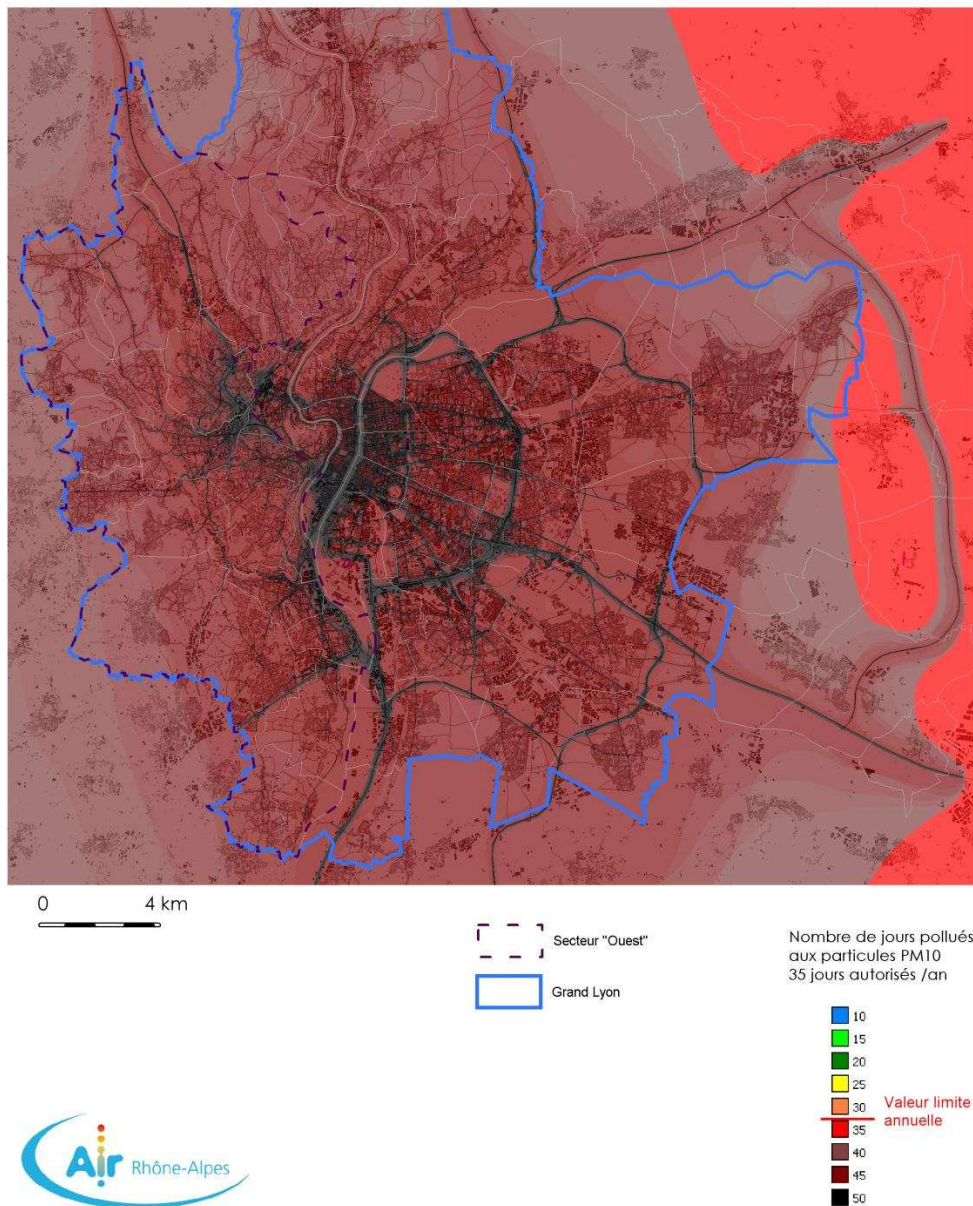 0 4 km
Secteur "Ouest"
Grand Lyon
Nombre de jours pollués
aux particules PM10
35 jours autorisés /an
10
15
20
25
30
Valeur limite
annuelle
35
40
45
50
Air Rhône-Alpes